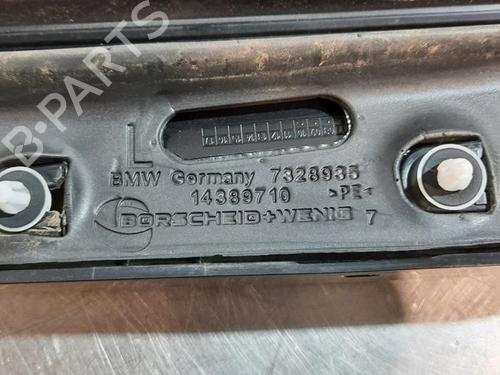 B-PARTS
L
BMW Germany 7328935
14389710 >PE<
BORSCHEID+WENIG 7